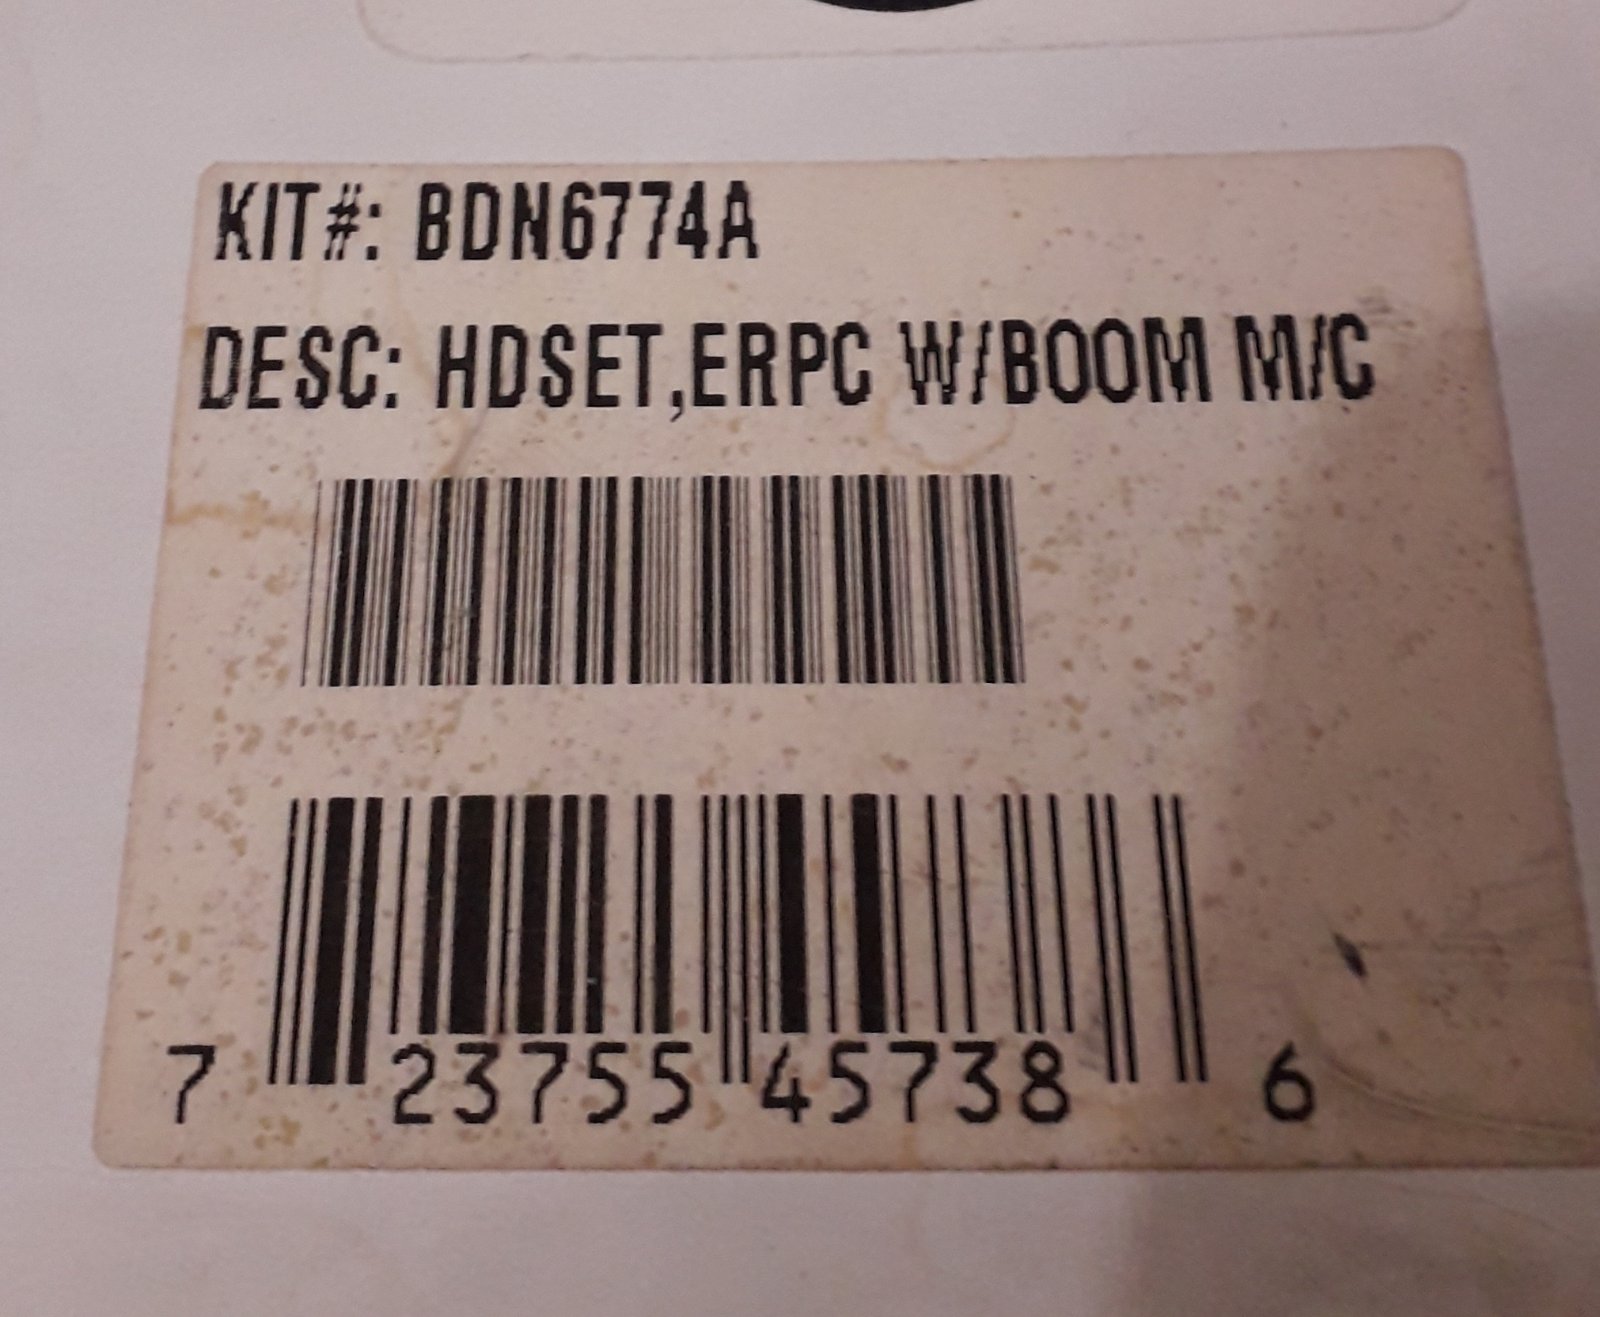 KIT#: BDN6774A
DESC: HDSET,ERPC W/BOOM M/C
7 23755 45738 6